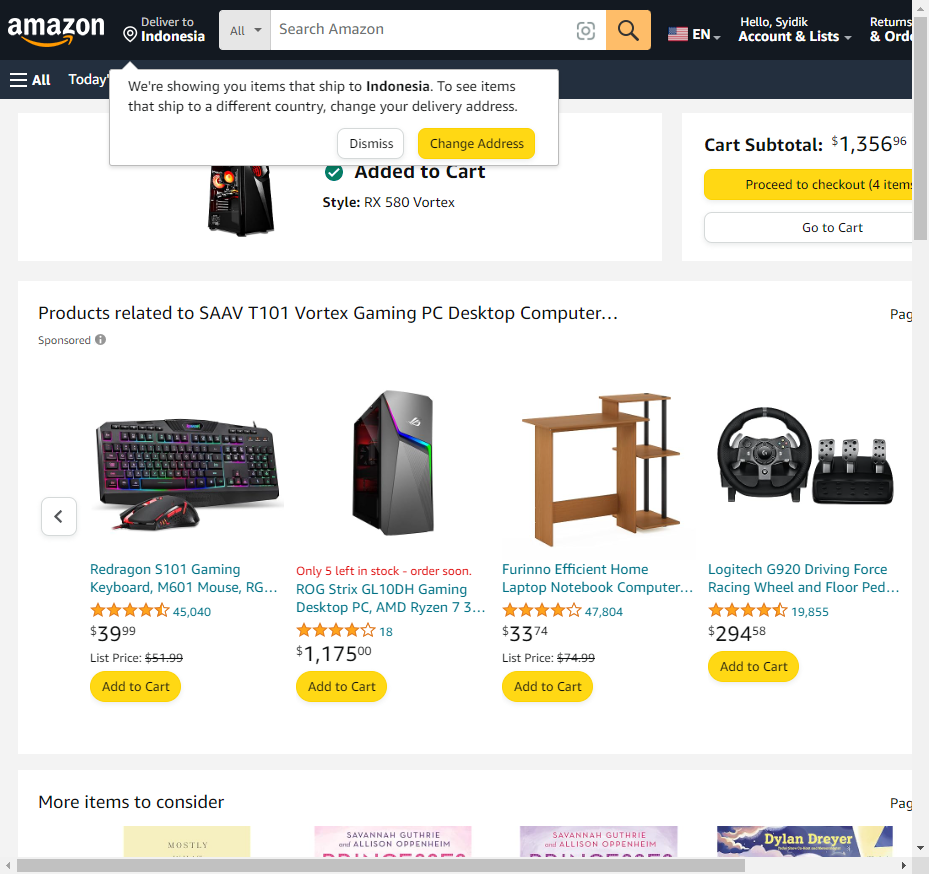 amazon
Deliver to
Indonesia
All
Search Amazon
EN
Hello, Syidik
Account & Lists
Returns
& Orde
All
Today'
We're showing you items that ship to Indonesia. To see items
that ship to a different country, change your delivery address.
Dismiss
Change Address
Added to Cart
Style: RX 580 Vortex
Cart Subtotal: $1,356 96
Proceed to checkout (4 items
Go to Cart
Products related to SAAV T101 Vortex Gaming PC Desktop Computer…
Pag
Sponsored
Redragon S101 Gaming
Keyboard, M601 Mouse, RG…
45,040
$39 99
List Price: $51.99
Add to Cart
Only 5 left in stock - order soon.
ROG Strix GL10DH Gaming
Desktop PC, AMD Ryzen 7 3…
18
$1,175 00
Add to Cart
Furinno Efficient Home
Laptop Notebook Computer…
47,804
$33 74
List Price: $74.99
Add to Cart
Logitech G920 Driving Force
Racing Wheel and Floor Ped…
19,855
$294 58
Add to Cart
More items to consider
Pag
MOSTLY
SAVANNAH GUTHRIE
and ALLISON OPPENHEIM
PRINCESSES
SAVANNAH GUTHRIE
and ALLISON OPPENHEIM
PRINCESSES
Dylan Dreyer